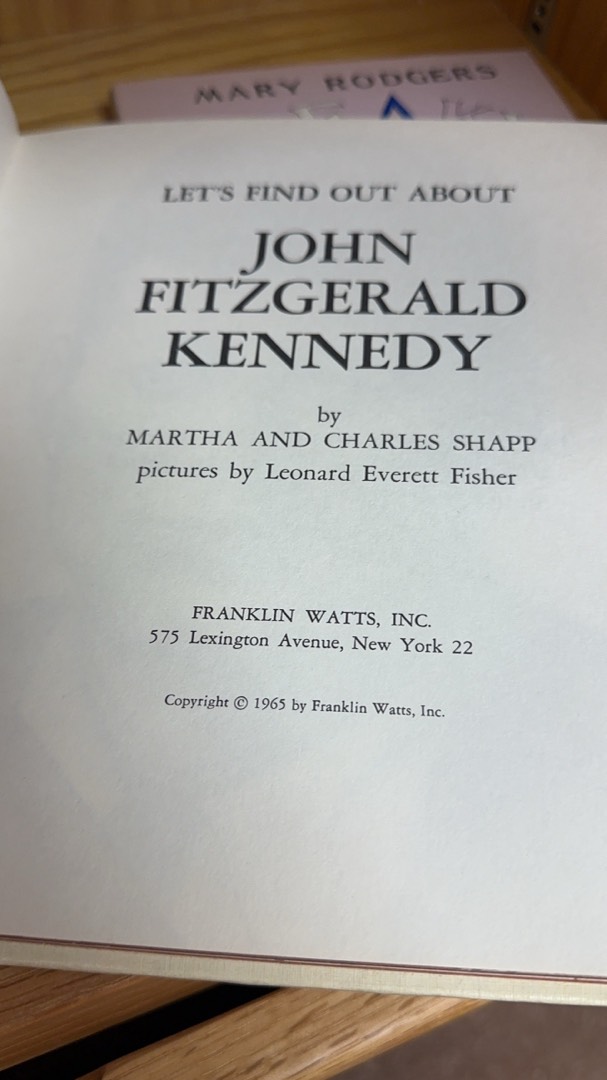 MARY RODGERS
LET'S FIND OUT ABOUT
JOHN
FITZGERALD
KENNEDY
by
MARTHA AND CHARLES SHAPP
pictures by Leonard Everett Fisher
FRANKLIN WATTS, INC.
575 Lexington Avenue, New York 22
Copyright © 1965 by Franklin Watts, Inc.